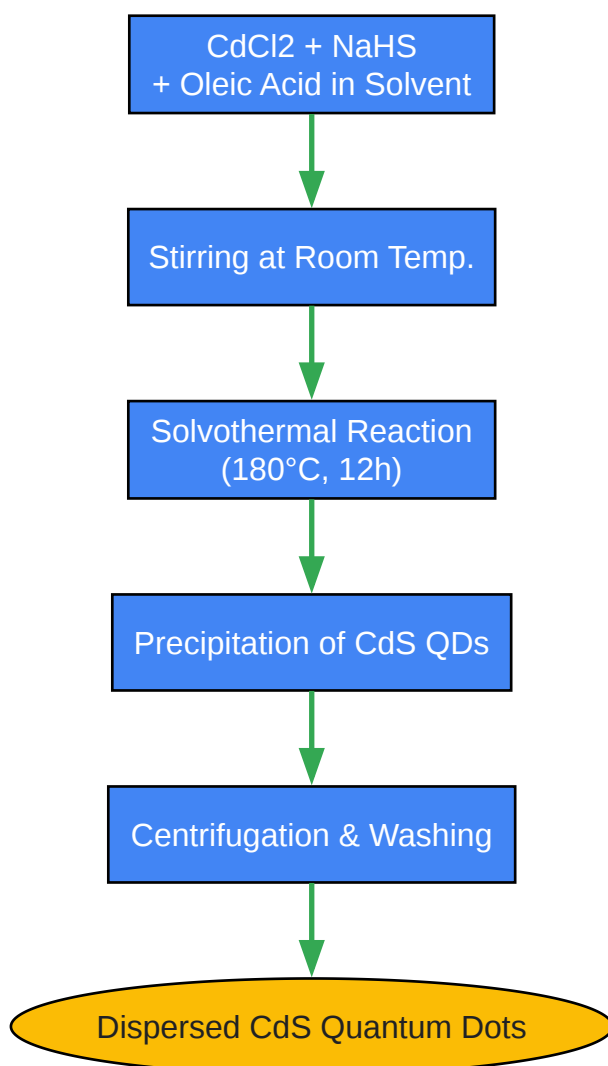 CdCl2 + NaHS
+ Oleic Acid in Solvent
Stirring at Room Temp.
Solvothermal Reaction
(180°C, 12h)
Precipitation of CdS QDs
Centrifugation & Washing
Dispersed CdS Quantum Dots